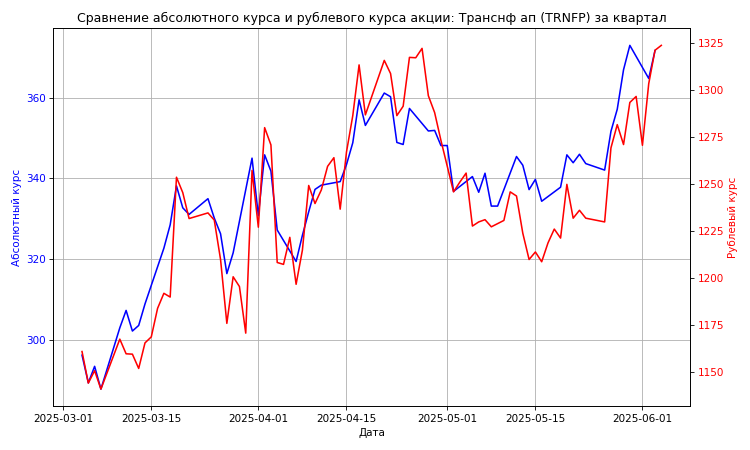 Сравнение абсолютного курса и рублевого курса акции: Транснф ап (TRNFP) за квартал
Абсолютный курс
360
340
320
300
1325
1300
1275
1250
1225
1200
1175
1150
Рублевый курс
2025-03-01 2025-03-15 2025-04-01 2025-04-15 2025-05-01 2025-05-15 2025-06-01
Дата